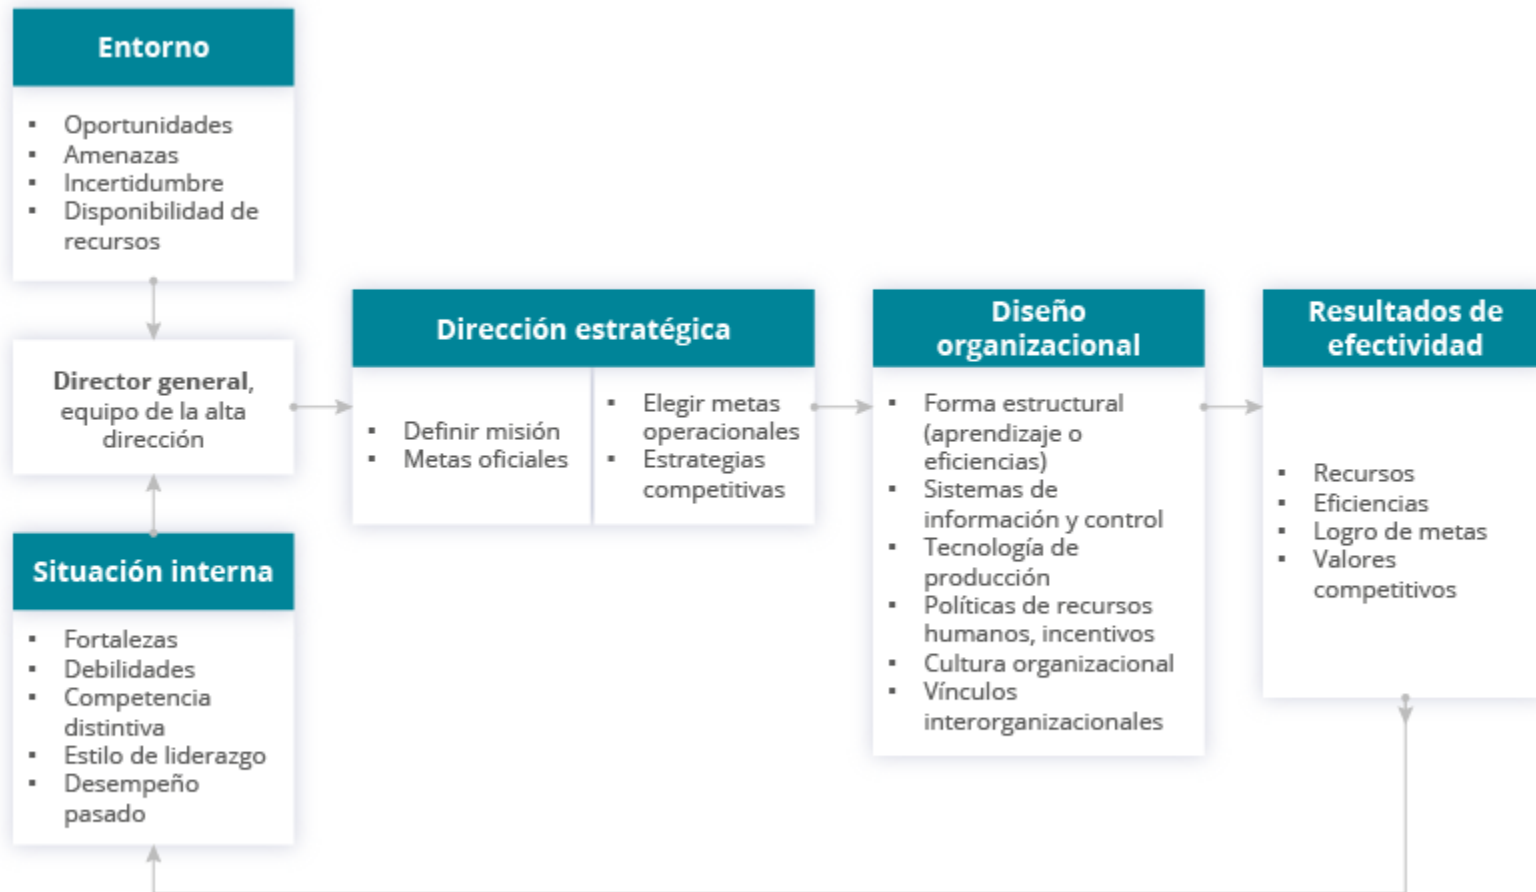 Entorno
▪ Oportunidades
▪ Amenazas
▪ Incertidumbre
▪ Disponibilidad de
recursos
Director general,
equipo de la alta
dirección
Situación interna
▪ Fortalezas
▪ Debilidades
▪ Competencia
distintiva
▪ Estilo de liderazgo
▪ Desempeño
pasado
Dirección estratégica
▪ Definir misión
▪ Metas oficiales
▪ Elegir metas
operacionales
▪ Estrategias
competitivas
Diseño
organizacional
▪ Forma estructural
(aprendizaje o
eficiencias)
▪ Sistemas de
información y control
▪ Tecnología de
producción
▪ Políticas de recursos
humanos, incentivos
▪ Cultura organizacional
▪ Vínculos
interorganizacionales
Resultados de
efectividad
▪ Recursos
▪ Eficiencias
▪ Logro de metas
▪ Valores
competitivos